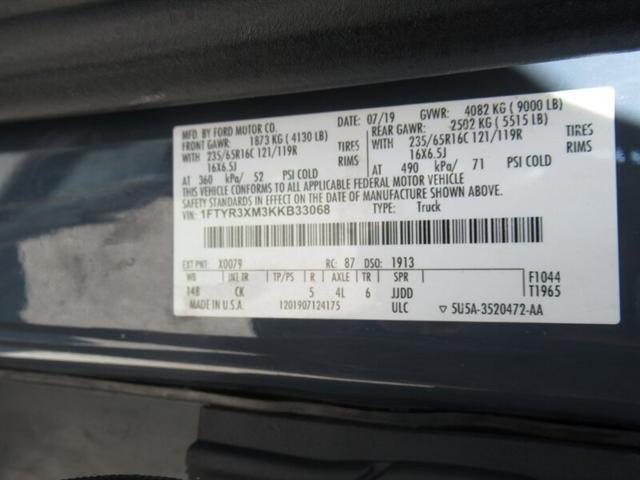 MFD. BY FORD MOTOR CO. DATE: 07/19 GVWR: 4082 KG ( 9000 LB)
FRONT GAWR: 1873 KG ( 4130 LB) REAR GAWR: 2502 KG ( 5515 LB)
WITH 235/65R16C 121/119R TIRES WITH 235/65R16C 121/119R TIRES
16X6.5J RIMS 16X6.5J RIMS
AT 360 kPa/ 52 PSI COLD AT 490 kPa/ 71 PSI COLD
THIS VEHICLE CONFORMS TO ALL APPLICABLE FEDERAL MOTOR VEHICLE
SAFETY STANDARDS IN EFFECT ON THE DATE OF MANUFACTURE SHOWN ABOVE.
VIN: 1FTYR3XM3KKB33068 TYPE: Truck
EXT PNT: X0079 RC: 87 DSO: 1913
WB INT TR TP/PS R AXLE TR SPR F1044
148 CK 5 4L 6 JJDD T1965
MADE IN U.S.A. 1201907124175 ULC ▽ 5U5A-3520472-AA